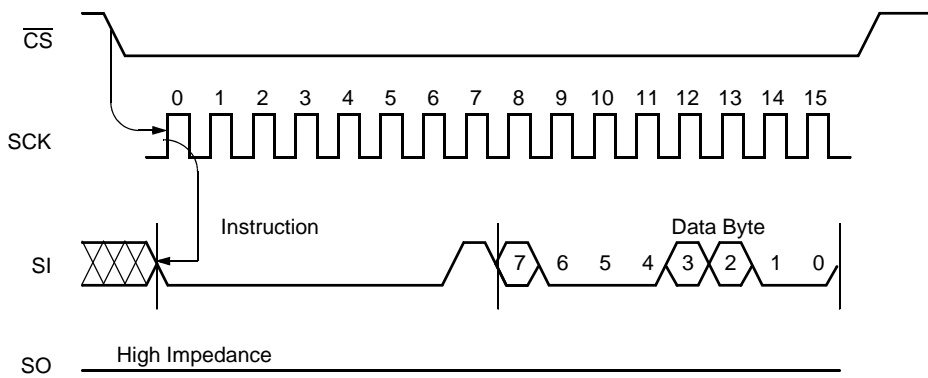 CS
0 1 2 3 4 5 6 7 8 9 10 11 12 13 14 15
SCK
Instruction Data Byte
SI 7 6 5 4 3 2 1 0
High Impedance
SO